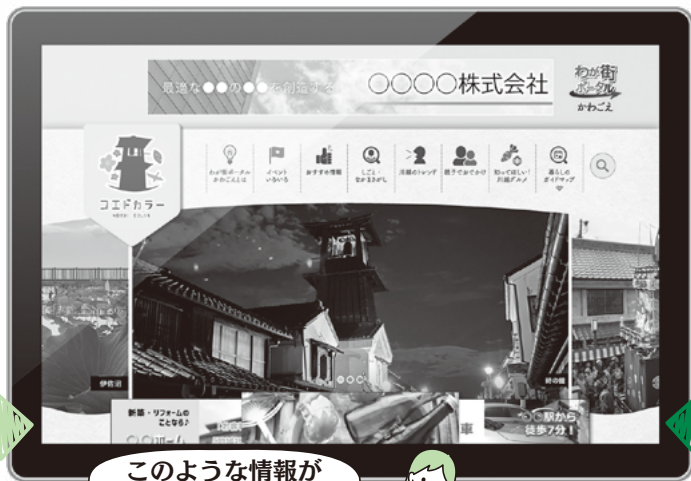 最適な●●の●●を創造する
○○○○株式会社
わが街
ポータル
かわごえ
コエドカラー
わが街ポータル
かわごえとは
イベント
いろいろ
おすすめ情報
しごと・
なかまさがし
川越のトレンド
親子でおでかけ
知ってほしい!
川越グルメ
暮らしの
ガイドマップ
伊佐沼
時の鐘
新築・リフォームの
ことなら♪
○○ホーム
車
○○駅から
徒歩7分!
このような情報が